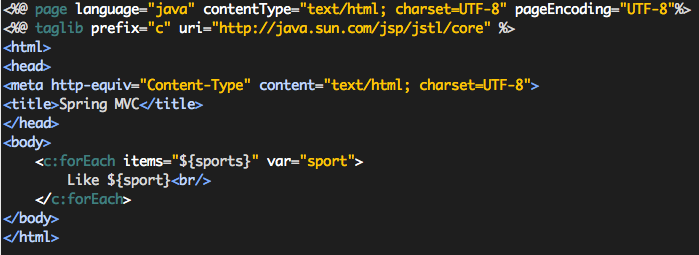 <%@ page language="java" contentType="text/html; charset=UTF-8" pageEncoding="UTF-8"%>
<%@ taglib prefix="c" uri="http://java.sun.com/jsp/jstl/core" %>
<html>
<head>
<meta http-equiv="Content-Type" content="text/html; charset=UTF-8">
<title>Spring MVC</title>
</head>
<body>
    <c:forEach items="${sports}" var="sport">
        Like ${sport}<br/>
    </c:forEach>
</body>
</html>